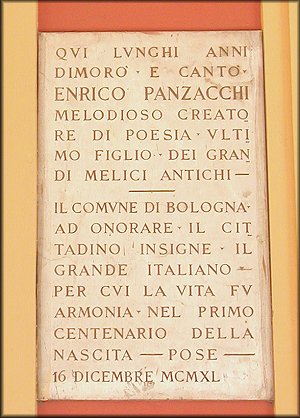 QVI LVNGHI ANNI
DIMORO · E CANTO ·
ENRICO PANZACCHI
MELODIOSO CREATO
RE DI POESIA · VLTI
MO FIGLIO · DEI GRAN
DI MELICI ANTICHI —
IL COMVNE DI BOLOGNA ·
AD ONORARE · IL CIT
TADINO INSIGNE · IL
GRANDE ITALIANO —
PER CVI LA VITA FV
ARMONIA · NEL PRIMO
CENTENARIO DELLA
NASCITA — POSE —
16 DICEMBRE MCMXL